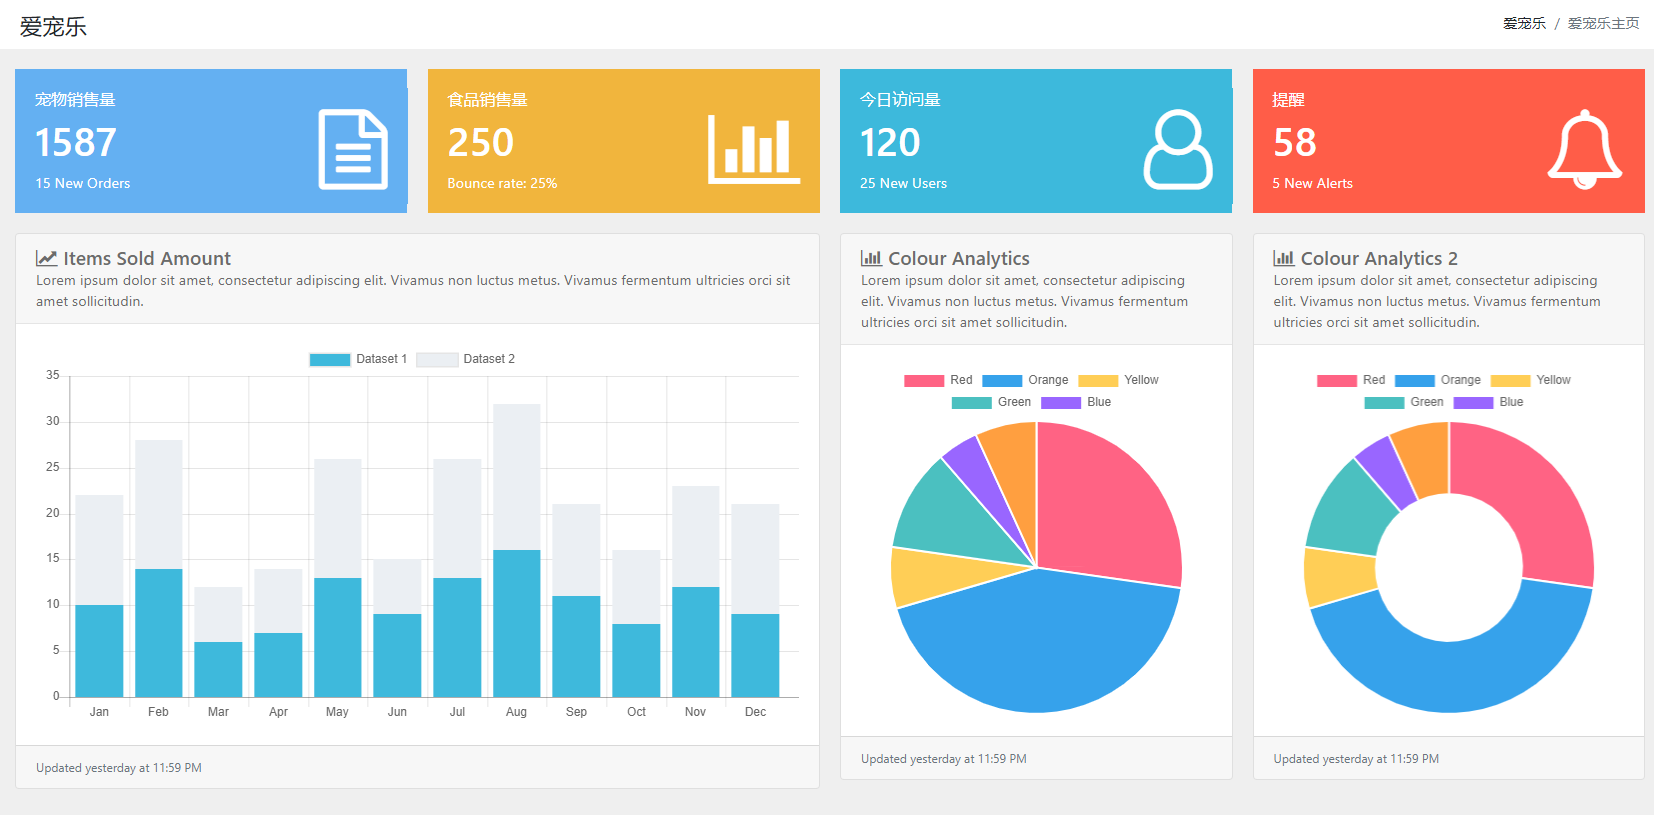 爱宠乐
爱宠乐 / 爱宠乐主页
宠物销售量
1587
15 New Orders
食品销售量
250
Bounce rate: 25%
今日访问量
120
25 New Users
提醒
58
5 New Alerts
Items Sold Amount
Lorem ipsum dolor sit amet, consectetur adipiscing elit. Vivamus non luctus metus. Vivamus fermentum ultricies orci sit
amet sollicitudin.
Dataset 1 Dataset 2
35
30
25
20
15
10
5
0
Jan Feb Mar Apr May Jun Jul Aug Sep Oct Nov Dec
Updated yesterday at 11:59 PM
Colour Analytics
Lorem ipsum dolor sit amet, consectetur adipiscing
elit. Vivamus non luctus metus. Vivamus fermentum
ultricies orci sit amet sollicitudin.
Red Orange Yellow
Green Blue
Updated yesterday at 11:59 PM
Colour Analytics 2
Lorem ipsum dolor sit amet, consectetur adipiscing
elit. Vivamus non luctus metus. Vivamus fermentum
ultricies orci sit amet sollicitudin.
Red Orange Yellow
Green Blue
Updated yesterday at 11:59 PM